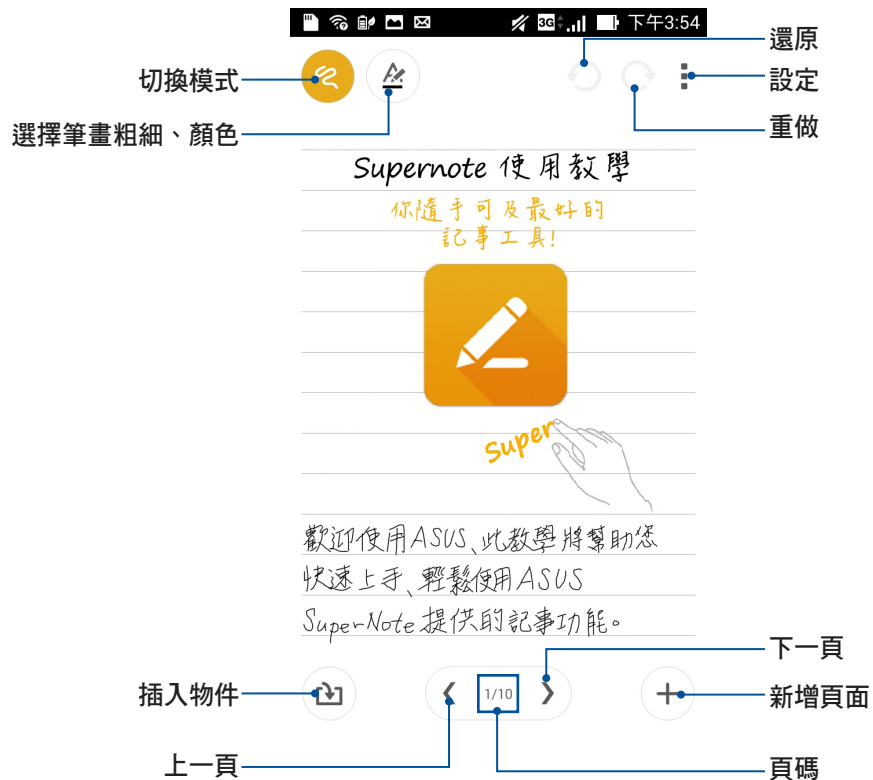 3G 下午3:54
還原
切換模式
設定
選擇筆畫粗細、顏色
重做
Supernote 使用教學
你隨手可及最好的
記事工具!
Super
歡迎使用ASUS、此教學將幫助您
快速上手、輕鬆使用ASUS
SuperNote 提供的記事功能。
下一頁
插入物件
1/10
新增頁面
上一頁
頁碼